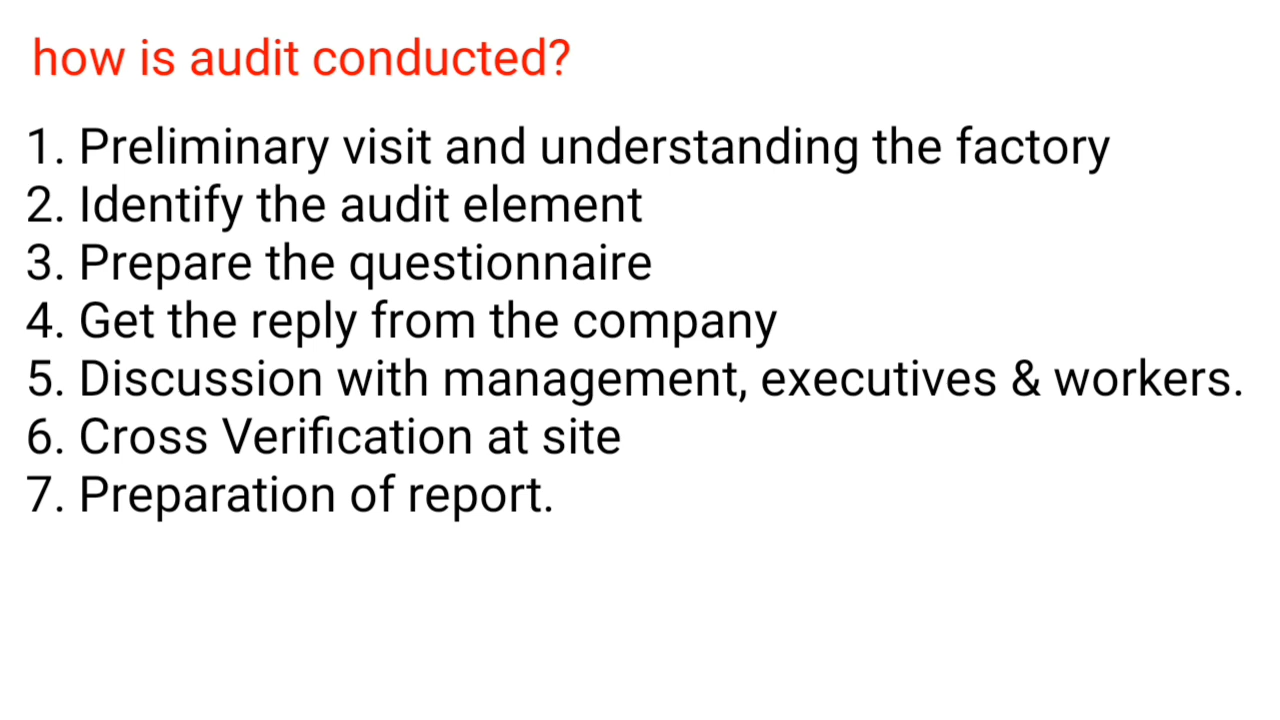 how is audit conducted?
1. Preliminary visit and understanding the factory
2. Identify the audit element
3. Prepare the questionnaire
4. Get the reply from the company
5. Discussion with management, executives & workers.
6. Cross Verification at site
7. Preparation of report.